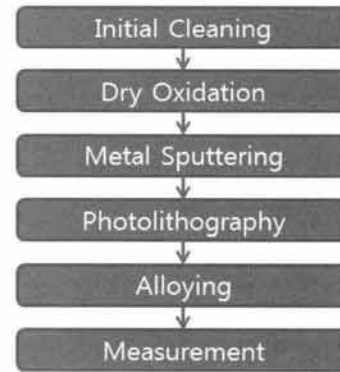 Initial Cleaning
Dry Oxidation
Metal Sputtering
Photolithography
Alloying
Measurement